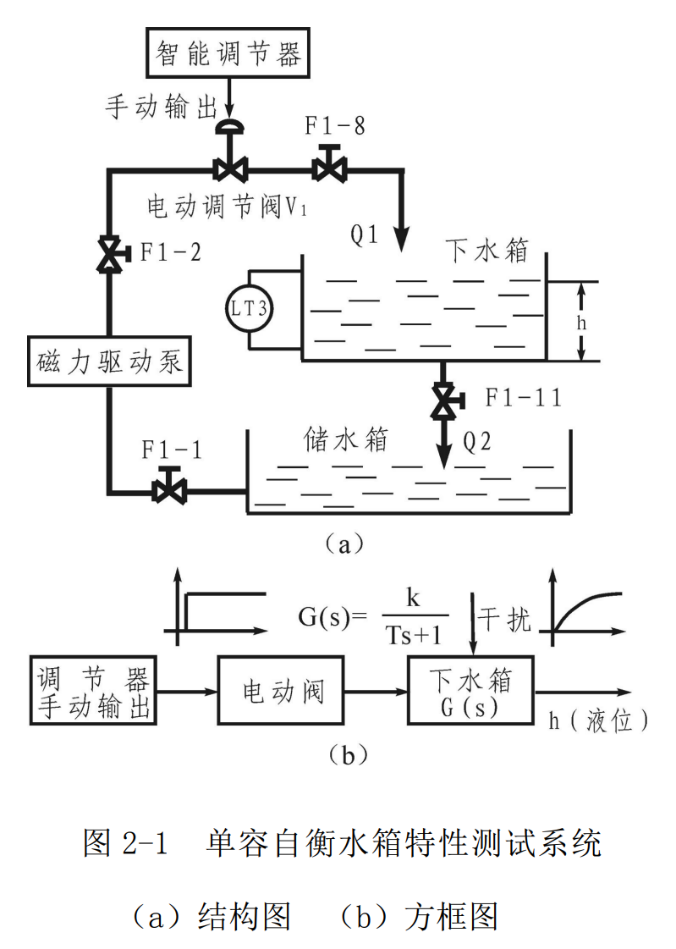 智能调节器
手动输出
F1-8
电动调节阀V₁
Q1
下水箱
F1-2
LT3
h
磁力驱动泵
F1-11
储水箱
Q2
F1-1
(a)
G(s)= k
Ts+1
干扰
调节器
手动输出
电动阀
下水箱
G(s)
h(液位)
(b)
图 2-1 单容自衡水箱特性测试系统
（a）结构图 （b）方框图